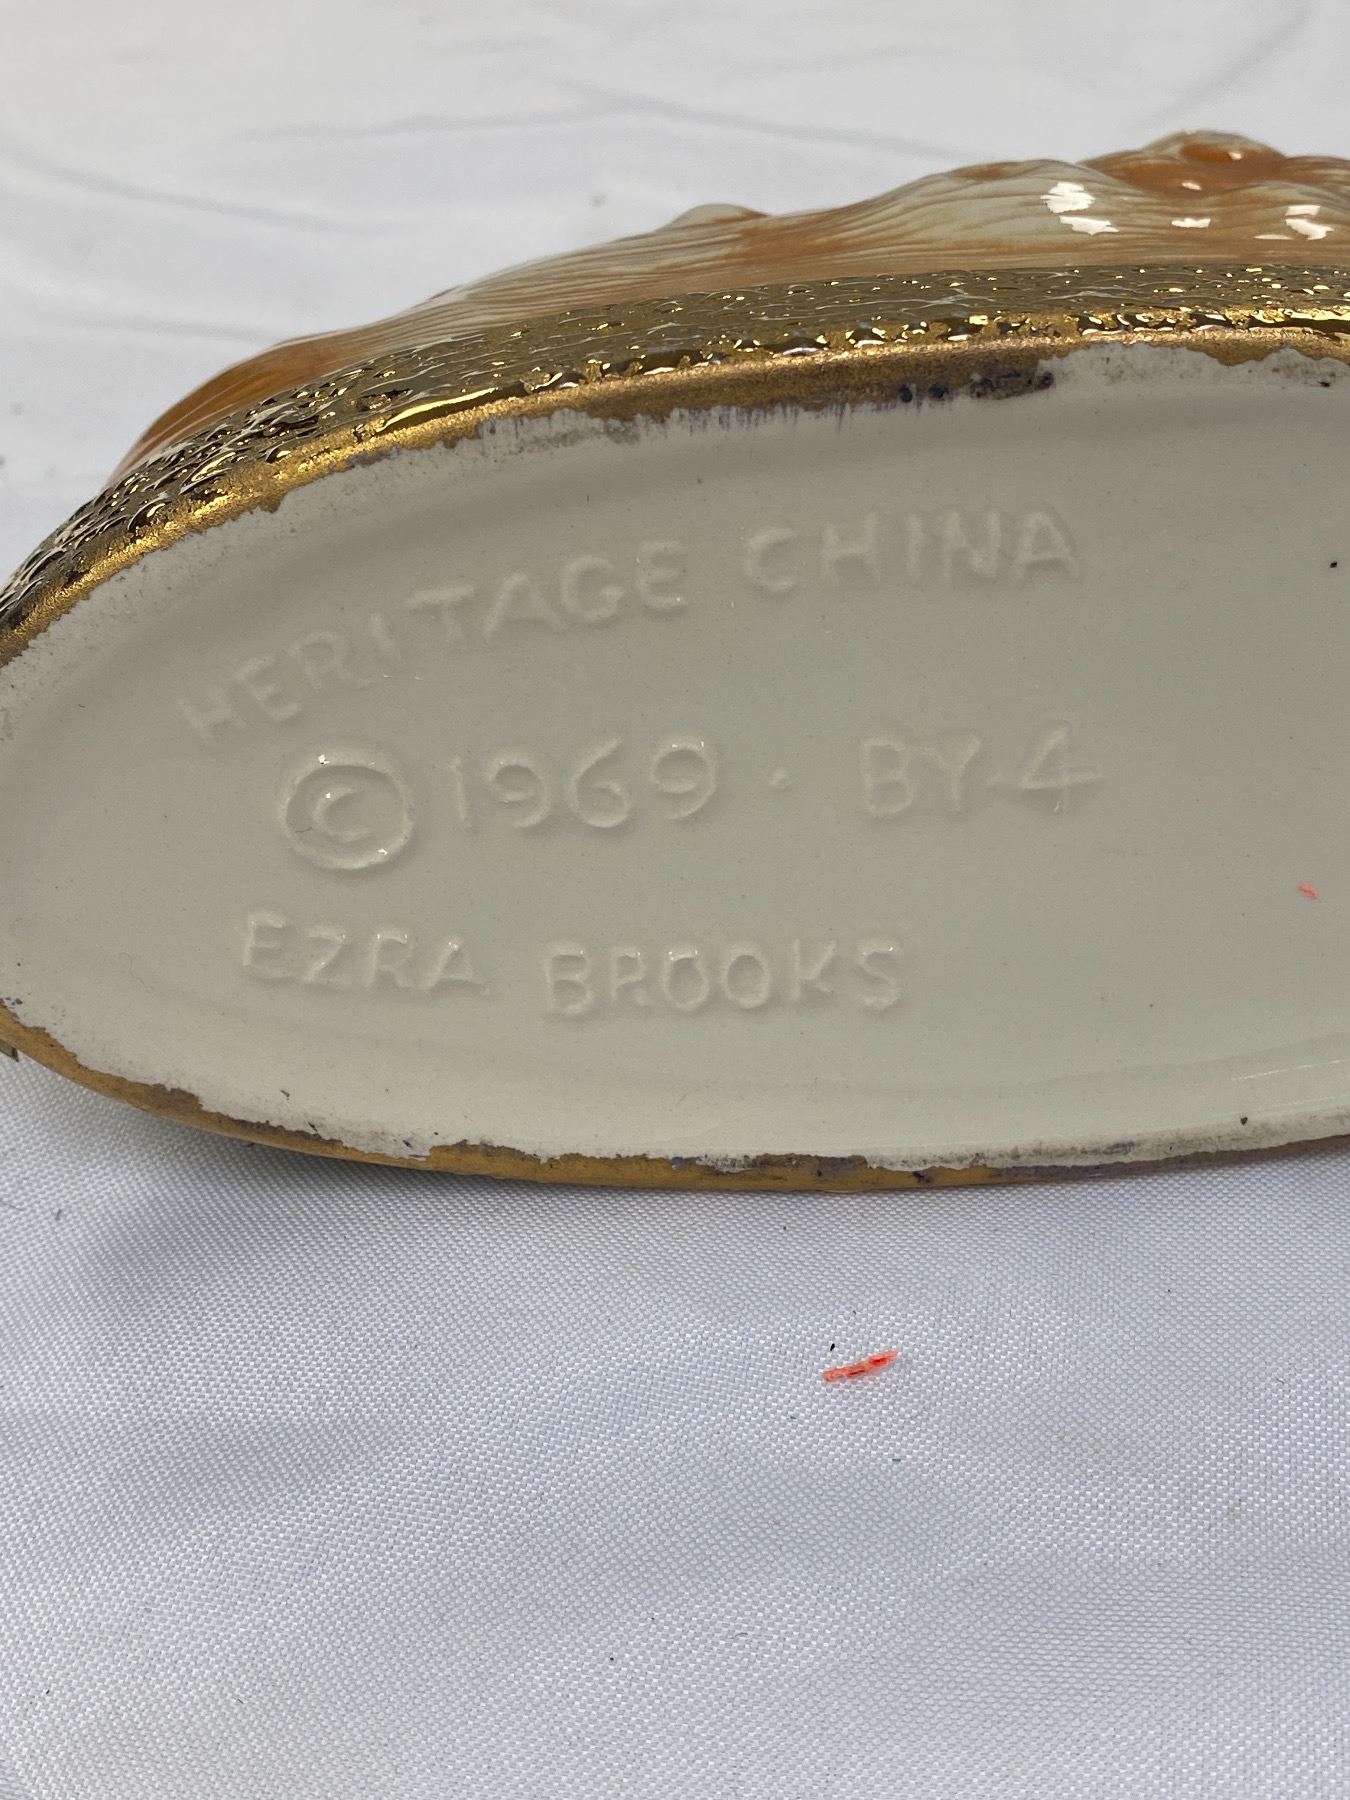 HERITAGE CHINA
© 1969 · BY-4
EZRA BROOKS